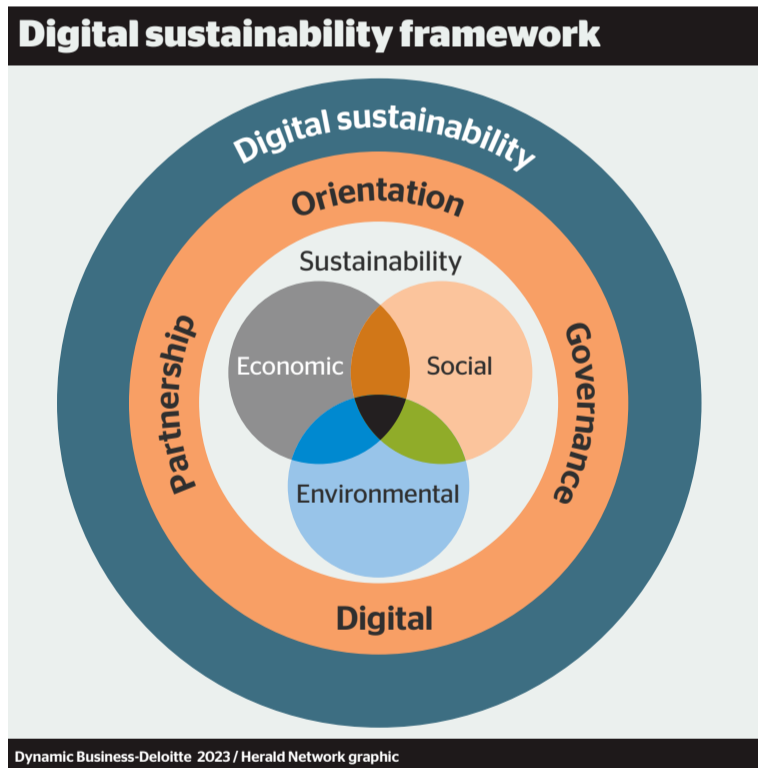 Digital sustainability framework
Digital sustainability
Orientation
Sustainability
Partnership
Economic
Social
Governance
Environmental
Digital
Dynamic Business-Deloitte 2023 / Herald Network graphic